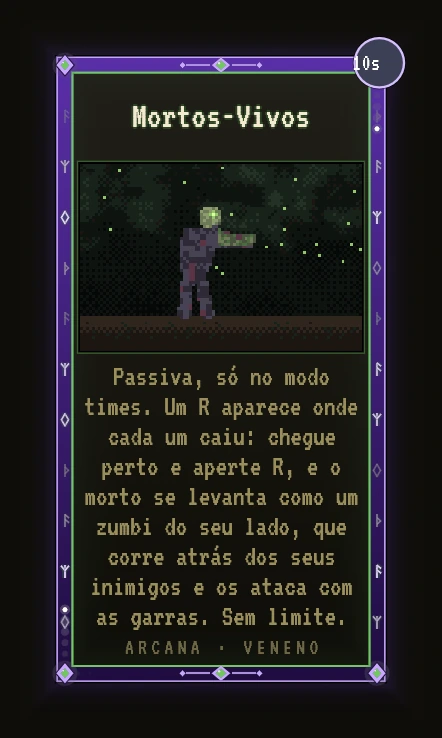 10s
Mortos-Vivos
Passiva, só no modo
times. Um R aparece onde
cada um caiu: chegue
perto e aperte R, e o
morto se levanta como um
zumbi do seu lado, que
corre atrás dos seus
inimigos e os ataca com
as garras. Sem limite.
ARCANA · VENENO